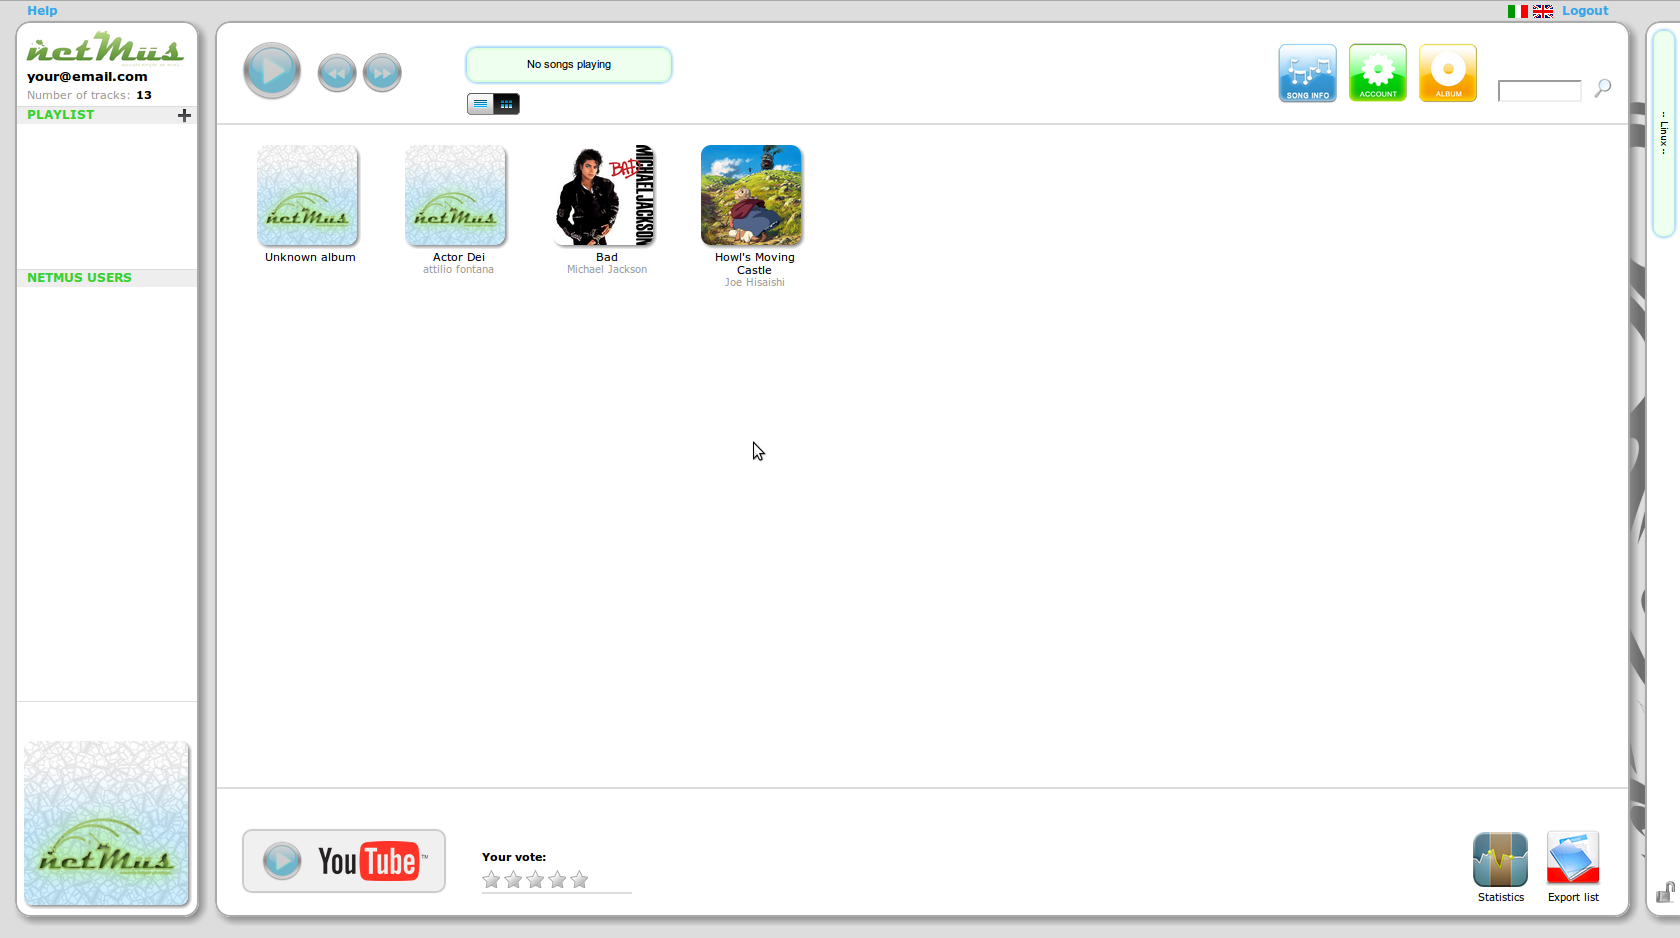 Help
Logout
netMus
your@email.com
Number of tracks: 13
PLAYLIST
NETMUS USERS
netMus
No songs playing
SONG INFO
ACCOUNT
ALBUM
netMus
Unknown album
netMus
Actor Dei
attilio fontana
BAD
MICHAEL JACKSON
Bad
Michael Jackson
Howl's Moving
Castle
Joe Hisaishi
YouTube™
Your vote:
Statistics
Export list
-- Linux --